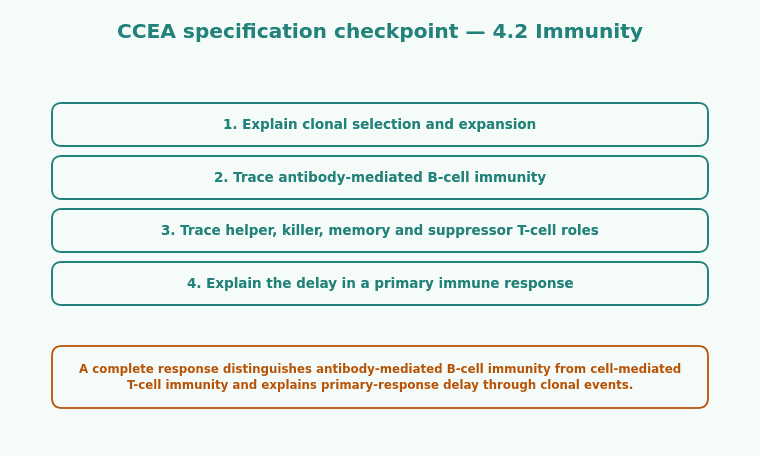 CCEA specification checkpoint — 4.2 Immunity
1. Explain clonal selection and expansion
2. Trace antibody-mediated B-cell immunity
3. Trace helper, killer, memory and suppressor T-cell roles
4. Explain the delay in a primary immune response
A complete response distinguishes antibody-mediated B-cell immunity from cell-mediated
T-cell immunity and explains primary-response delay through clonal events.